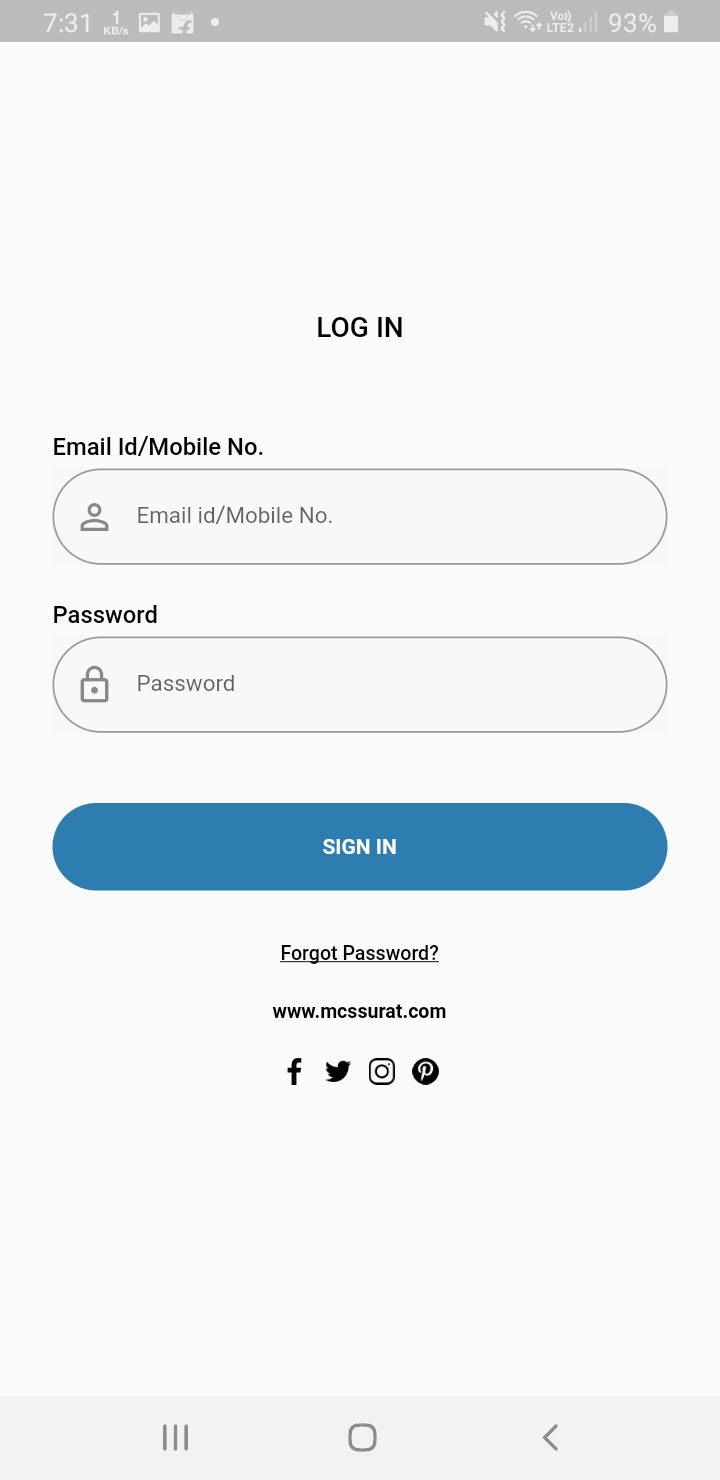 7:31 1 KB/s Vo) LTE2 93%
LOG IN
Email Id/Mobile No.
Email id/Mobile No.
Password
Password
SIGN IN
Forgot Password?
www.mcssurat.com